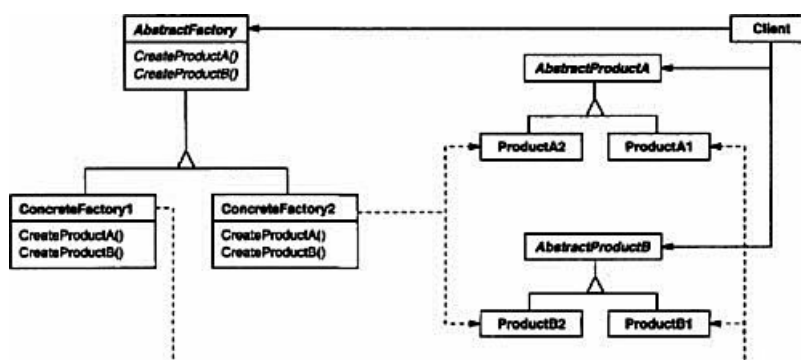 AbstractFactory
CreateProductA()
CreateProductB()
Client
AbstractProductA
ProductA2
ProductA1
ConcreteFactory1
CreateProductA()
CreateProductB()
ConcreteFactory2
CreateProductA()
CreateProductB()
AbstractProductB
ProductB2
ProductB1